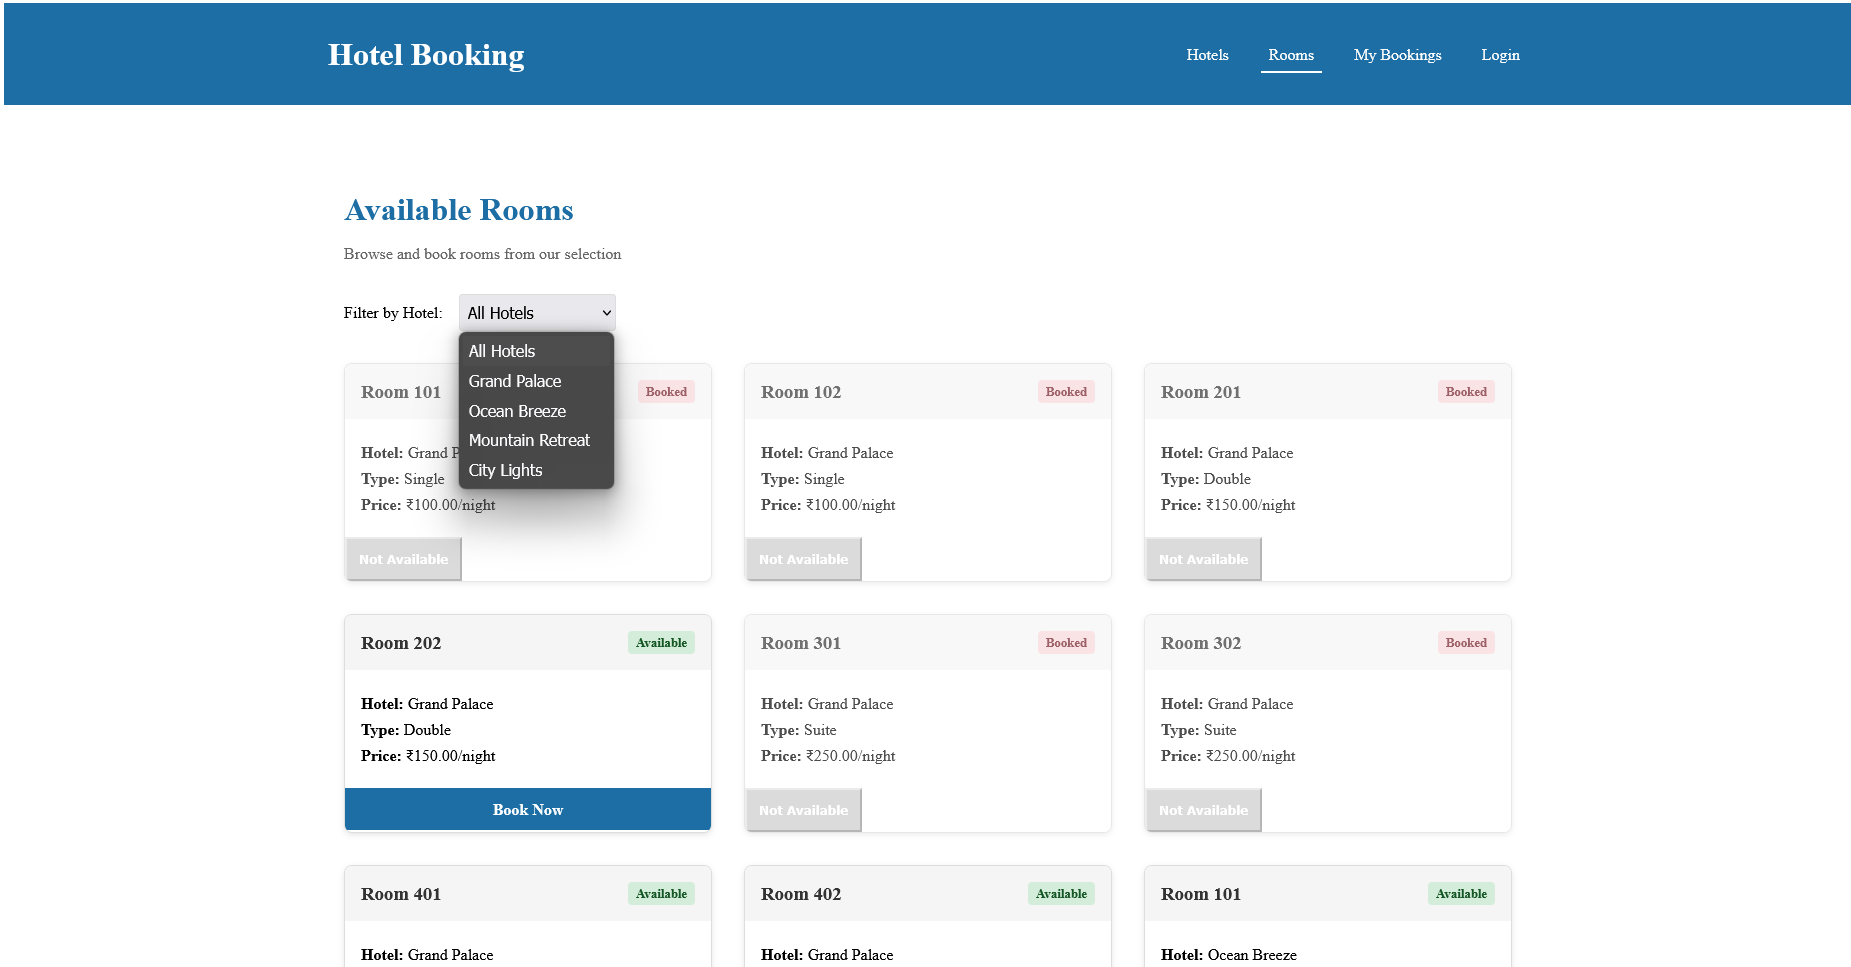 Hotel Booking
Hotels
Rooms
My Bookings
Login
Available Rooms
Browse and book rooms from our selection
Filter by Hotel:
All Hotels
All Hotels
Grand Palace
Ocean Breeze
Mountain Retreat
City Lights
Room 101
Booked
Hotel: Grand P
Type: Single
Price: ₹100.00/night
Not Available
Room 102
Booked
Hotel: Grand Palace
Type: Single
Price: ₹100.00/night
Not Available
Room 201
Booked
Hotel: Grand Palace
Type: Double
Price: ₹150.00/night
Not Available
Room 202
Available
Hotel: Grand Palace
Type: Double
Price: ₹150.00/night
Book Now
Room 301
Booked
Hotel: Grand Palace
Type: Suite
Price: ₹250.00/night
Not Available
Room 302
Booked
Hotel: Grand Palace
Type: Suite
Price: ₹250.00/night
Not Available
Room 401
Available
Hotel: Grand Palace
Room 402
Available
Hotel: Grand Palace
Room 101
Available
Hotel: Ocean Breeze